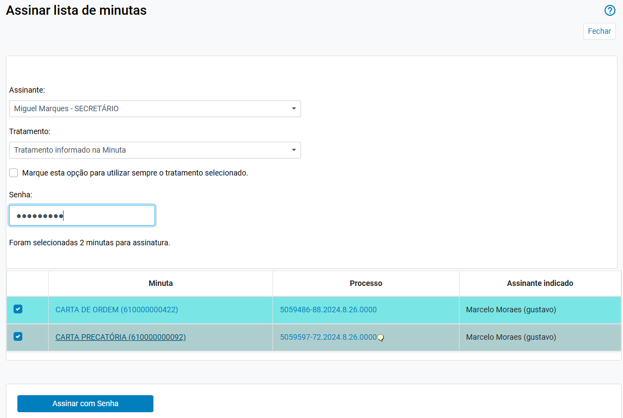 Assinar lista de minutas
Fechar
Assinante:
Miguel Marques - SECRETÁRIO
Tratamento:
Tratamento informado na Minuta
Marque esta opção para utilizar sempre o tratamento selecionado.
Senha:
●●●●●●●●●
Foram selecionadas 2 minutas para assinatura.
Minuta Processo Assinante indicado
CARTA DE ORDEM (610000000422) 5059486-88.2024.8.26.0000 Marcelo Moraes (gustavo)
CARTA PRECATÓRIA (610000000092) 5059597-72.2024.8.26.0000 Marcelo Moraes (gustavo)
Assinar com Senha